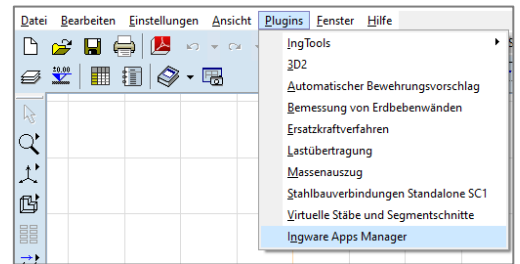 Datei Bearbeiten Einstellungen Ansicht Plugins Fenster Hilfe
IngTools
3D2
Automatischer Bewehrungsvorschlag
Bemessung von Erdbebenwänden
Ersatzkraftverfahren
Lastübertragung
Massenauszug
Stahlbauverbindungen Standalone SC1
Virtuelle Stäbe und Segmentschnitte
Ingware Apps Manager